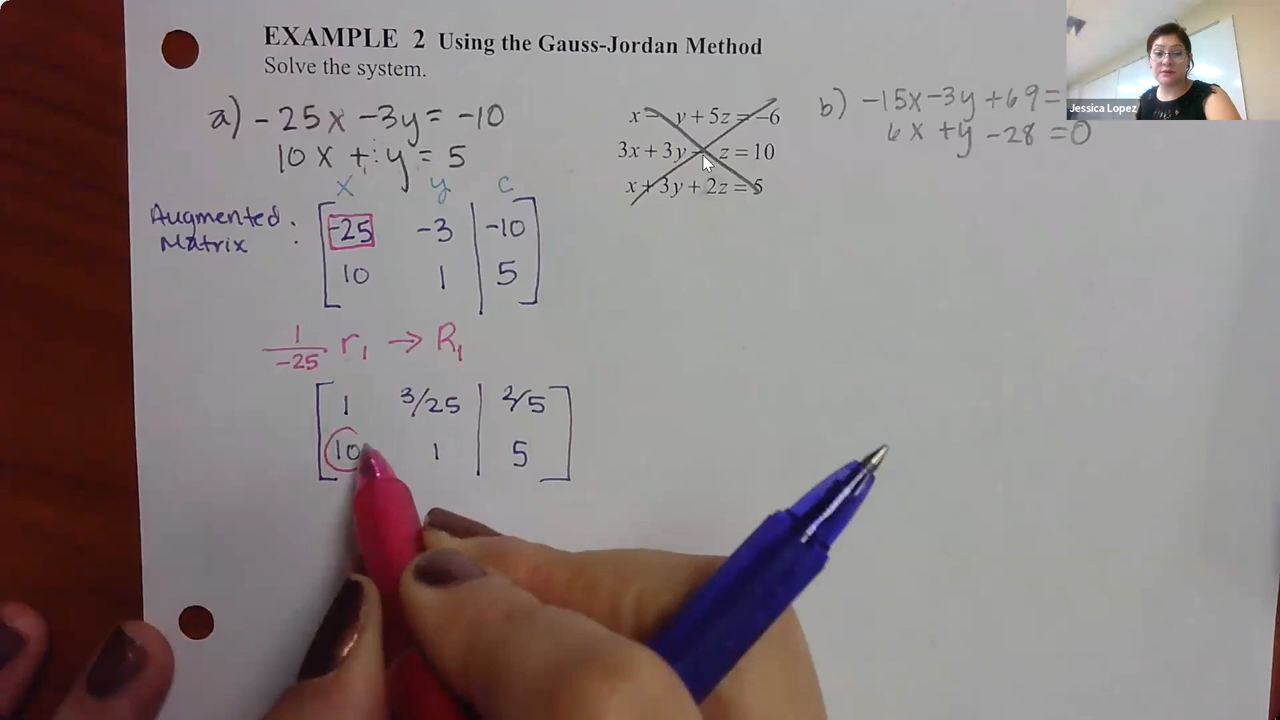 EXAMPLE 2 Using the Gauss-Jordan Method
Solve the system.
a) -25x -3y = -10
10x + y = 5
x - y + 5z = -6
3x + 3y - z = 10
x + 3y + 2z = 5
b) -15x - 3y + 69 =
6x + y - 28 = 0
Jessica Lopez
x y c
Augmented Matrix :
-25 -3 | -10
10 1 | 5
1/-25 r₁ → R₁
1 3/25 | 2/5
10 1 | 5